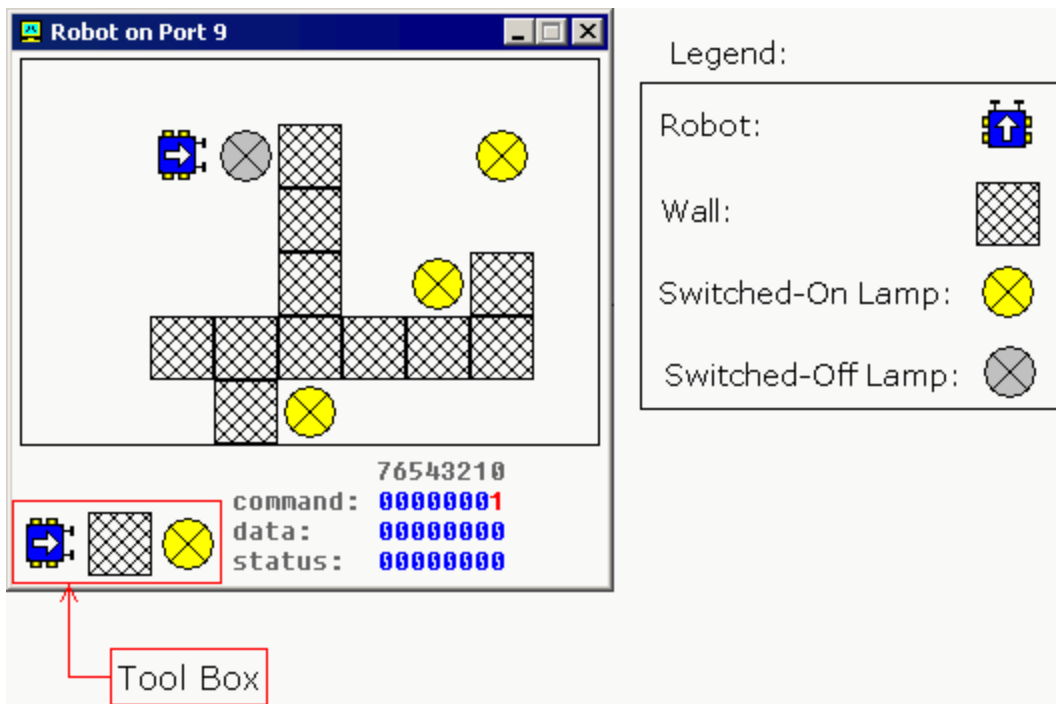 Robot on Port 9
Legend:
Robot:
Wall:
Switched-On Lamp:
Switched-Off Lamp:
76543210
command: 00000001
data: 00000000
status: 00000000
Tool Box